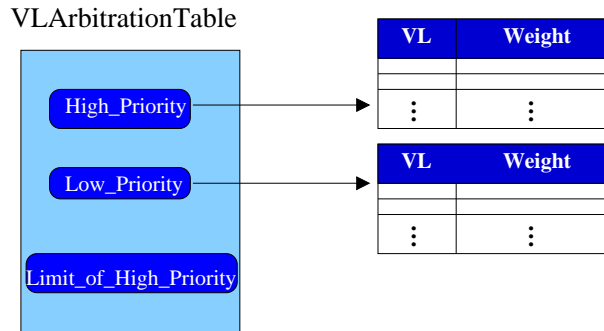 VLArbitrationTable
High_Priority
VL Weight
⋮ ⋮
Low_Priority
VL Weight
⋮ ⋮
Limit_of_High_Priority